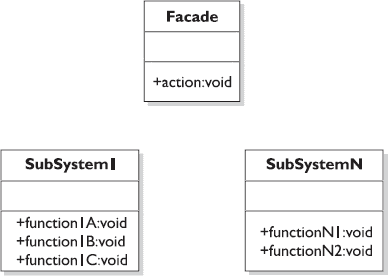 Facade
+action:void
SubSystem1
+function1A:void
+function1B:void
+function1C:void
SubSystemN
+functionN1:void
+functionN2:void